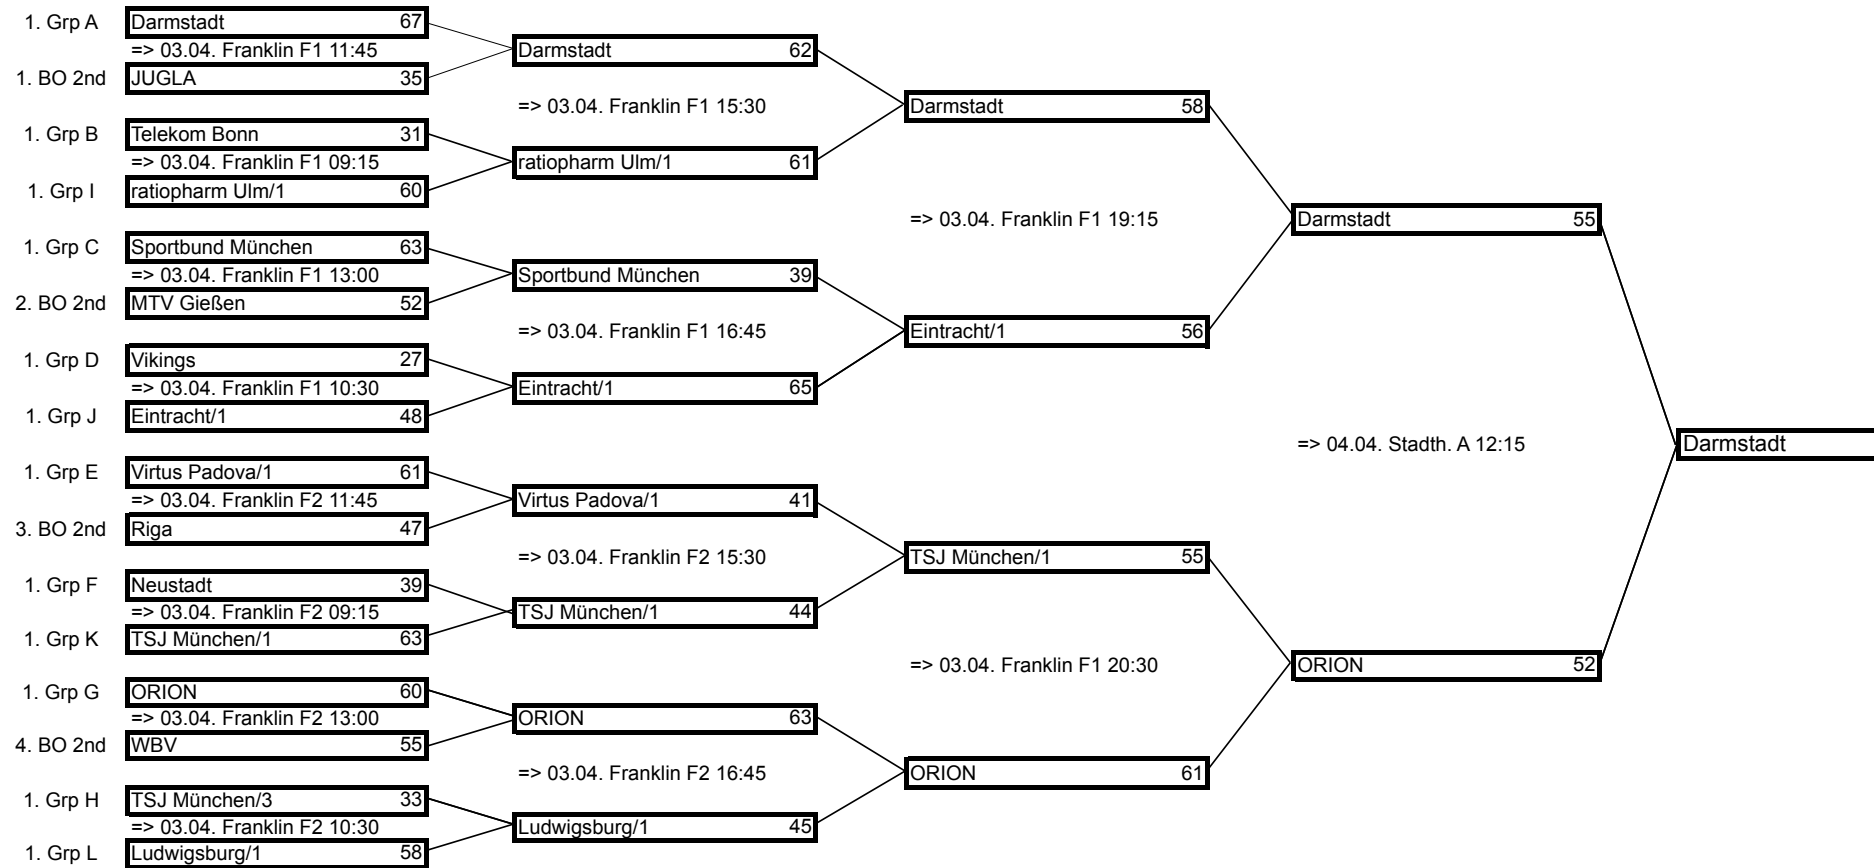 1. Grp A Darmstadt 67
=> 03.04. Franklin F1 11:45
1. BO 2nd JUGLA 35
1. Grp B Telekom Bonn 31
=> 03.04. Franklin F1 09:15
1. Grp I ratiopharm Ulm/1 60
1. Grp C Sportbund München 63
=> 03.04. Franklin F1 13:00
2. BO 2nd MTV Gießen 52
1. Grp D Vikings 27
=> 03.04. Franklin F1 10:30
1. Grp J Eintracht/1 48
1. Grp E Virtus Padova/1 61
=> 03.04. Franklin F2 11:45
3. BO 2nd Riga 47
1. Grp F Neustadt 39
=> 03.04. Franklin F2 09:15
1. Grp K TSJ München/1 63
1. Grp G ORION 60
=> 03.04. Franklin F2 13:00
4. BO 2nd WBV 55
1. Grp H TSJ München/3 33
=> 03.04. Franklin F2 10:30
1. Grp L Ludwigsburg/1 58
Darmstadt 62
=> 03.04. Franklin F1 15:30
ratiopharm Ulm/1 61
Sportbund München 39
=> 03.04. Franklin F1 16:45
Eintracht/1 65
Virtus Padova/1 41
=> 03.04. Franklin F2 15:30
TSJ München/1 44
ORION 63
=> 03.04. Franklin F2 16:45
Ludwigsburg/1 45
Darmstadt 58
=> 03.04. Franklin F1 19:15
Eintracht/1 56
TSJ München/1 55
=> 03.04. Franklin F1 20:30
ORION 61
Darmstadt 55
=> 04.04. Stadth. A 12:15
ORION 52
Darmstadt